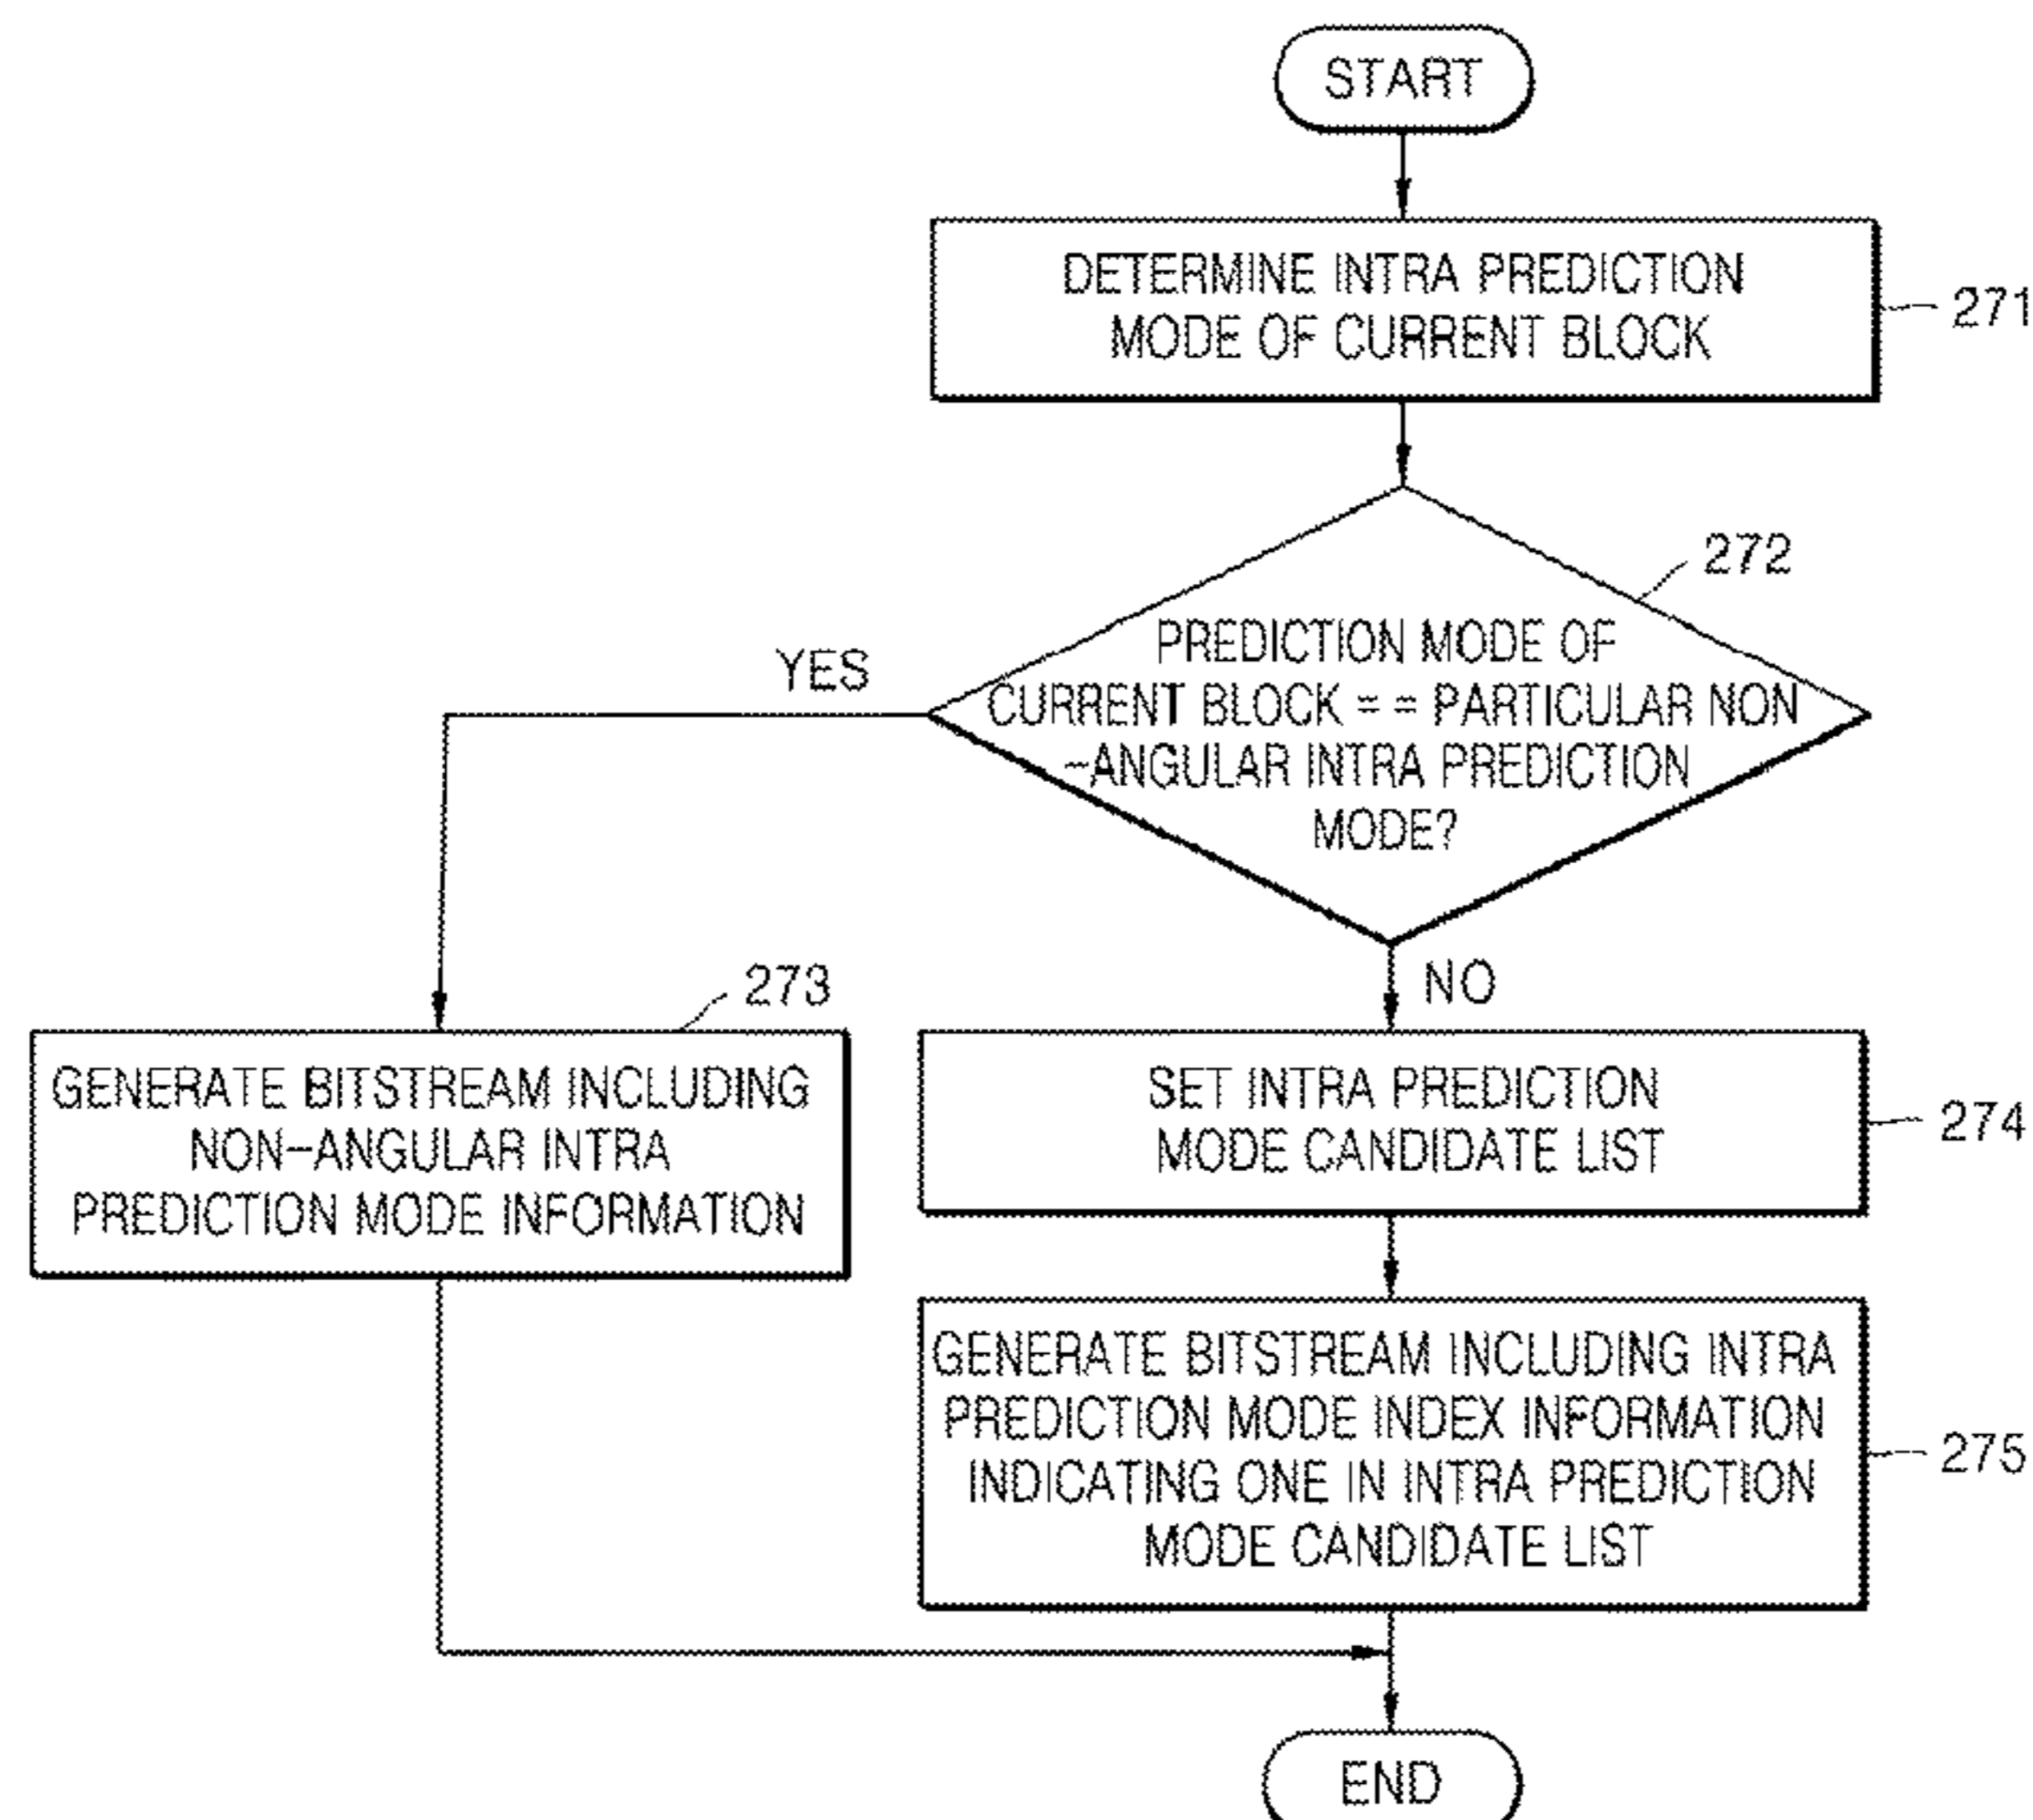 START
DETERMINE INTRA PREDICTION
MODE OF CURRENT BLOCK
271
272
PREDICTION MODE OF
CURRENT BLOCK = = PARTICULAR NON
-ANGULAR INTRA PREDICTION
MODE?
YES
NO
273
GENERATE BITSTREAM INCLUDING
NON-ANGULAR INTRA
PREDICTION MODE INFORMATION
SET INTRA PREDICTION
MODE CANDIDATE LIST
274
GENERATE BITSTREAM INCLUDING INTRA
PREDICTION MODE INDEX INFORMATION
INDICATING ONE IN INTRA PREDICTION
MODE CANDIDATE LIST
275
END